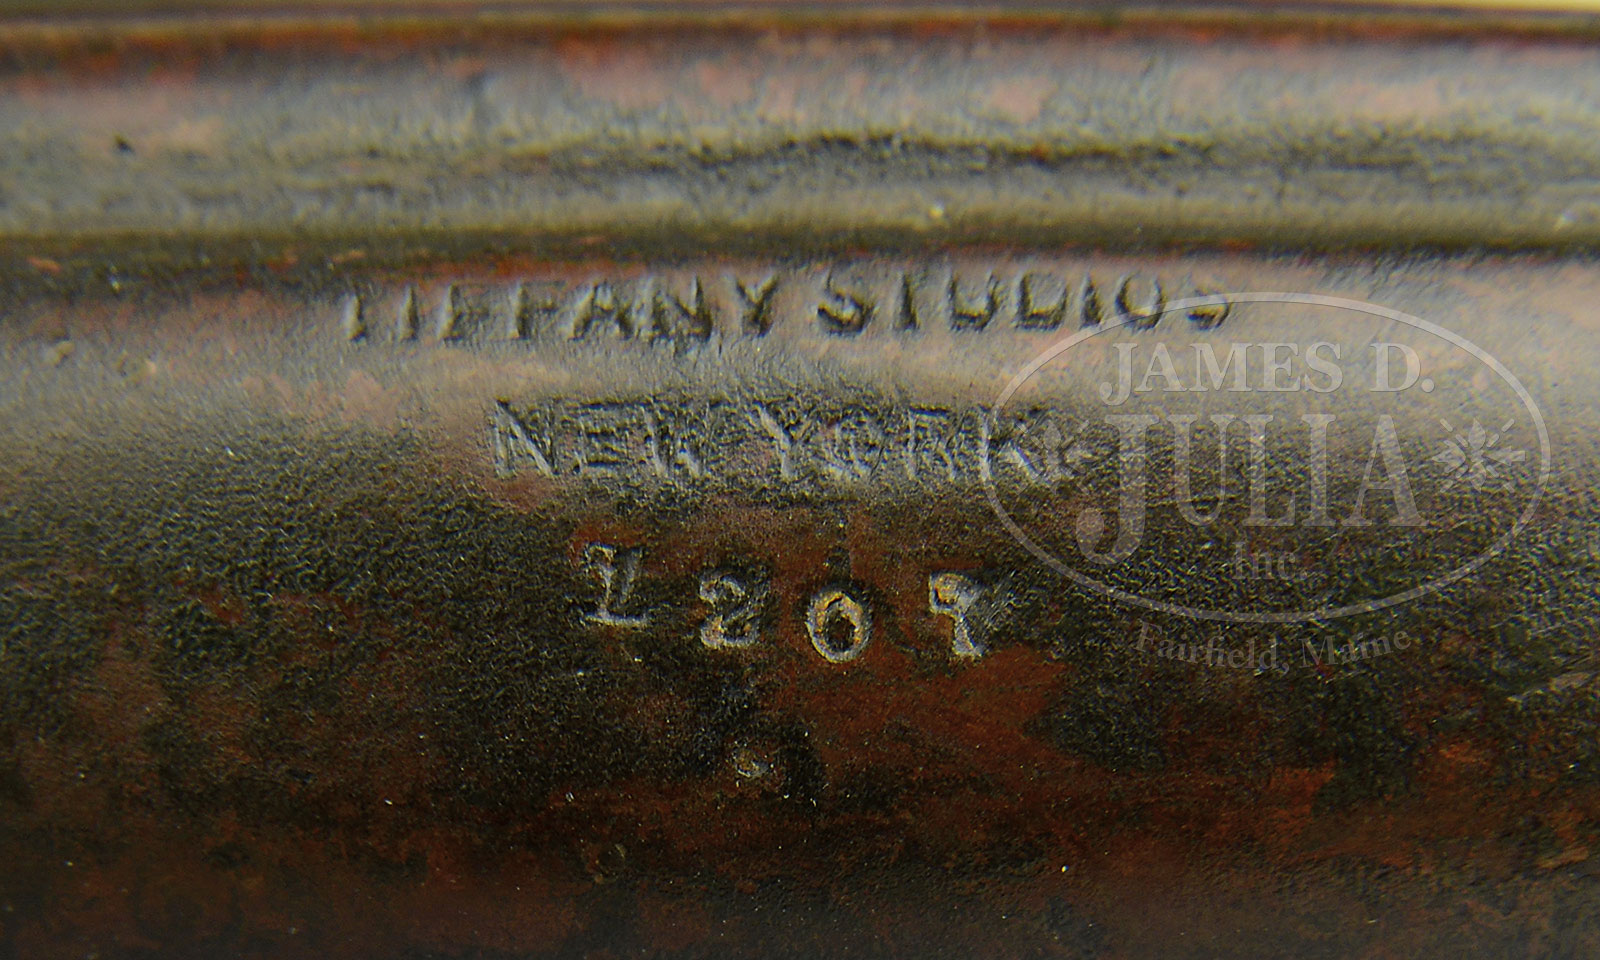 TIFFANY STUDIOS
NEW YORK
1207
JAMES D.
JULIA
Inc.
Fairfield, Maine